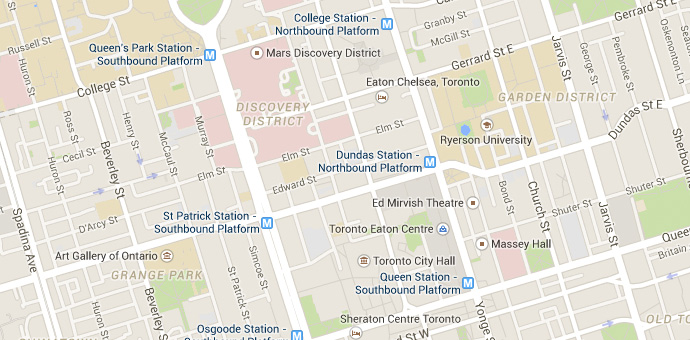 College Station -
Northbound Platform
Granby St
McGill St
Gerrard St E
Gerrard St E
Russell St
Queen's Park Station -
Southbound Platform
Mars Discovery District
Jarvis St
George St
Pembroke St
Oskenonton Ln
Seas
Huron St
College St
Eaton Chelsea, Toronto
DISCOVERY
DISTRICT
GARDEN DISTRICT
Dundas St E
Ross St
Henry St
McCaul St
Murray St
Elm St
Ryerson University
Cecil St
Beverley St
Elm St
Elm St
Dundas Station -
Northbound Platform
Huron St
Edward St
Bond St
Church St
Sherbou
Spadina Ave
D'Arcy St
St Patrick Station -
Southbound Platform
Ed Mirvish Theatre
Shuter St
Shuter St
Jarvis St
Toronto Eaton Centre
Massey Hall
Art Gallery of Ontario
Toronto City Hall
Queen
Britain
GRANGE PARK
Simcoe St
St Patrick St
Beverley St
Queen Station -
Southbound Platform
Yonge St
Osgoode Station -
Southbound Platform
Sheraton Centre Toronto
d St W
OLD TO